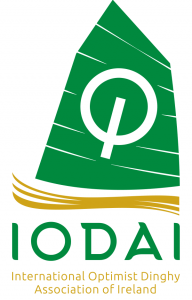 IODAI
International Optimist Dinghy
Association of Ireland